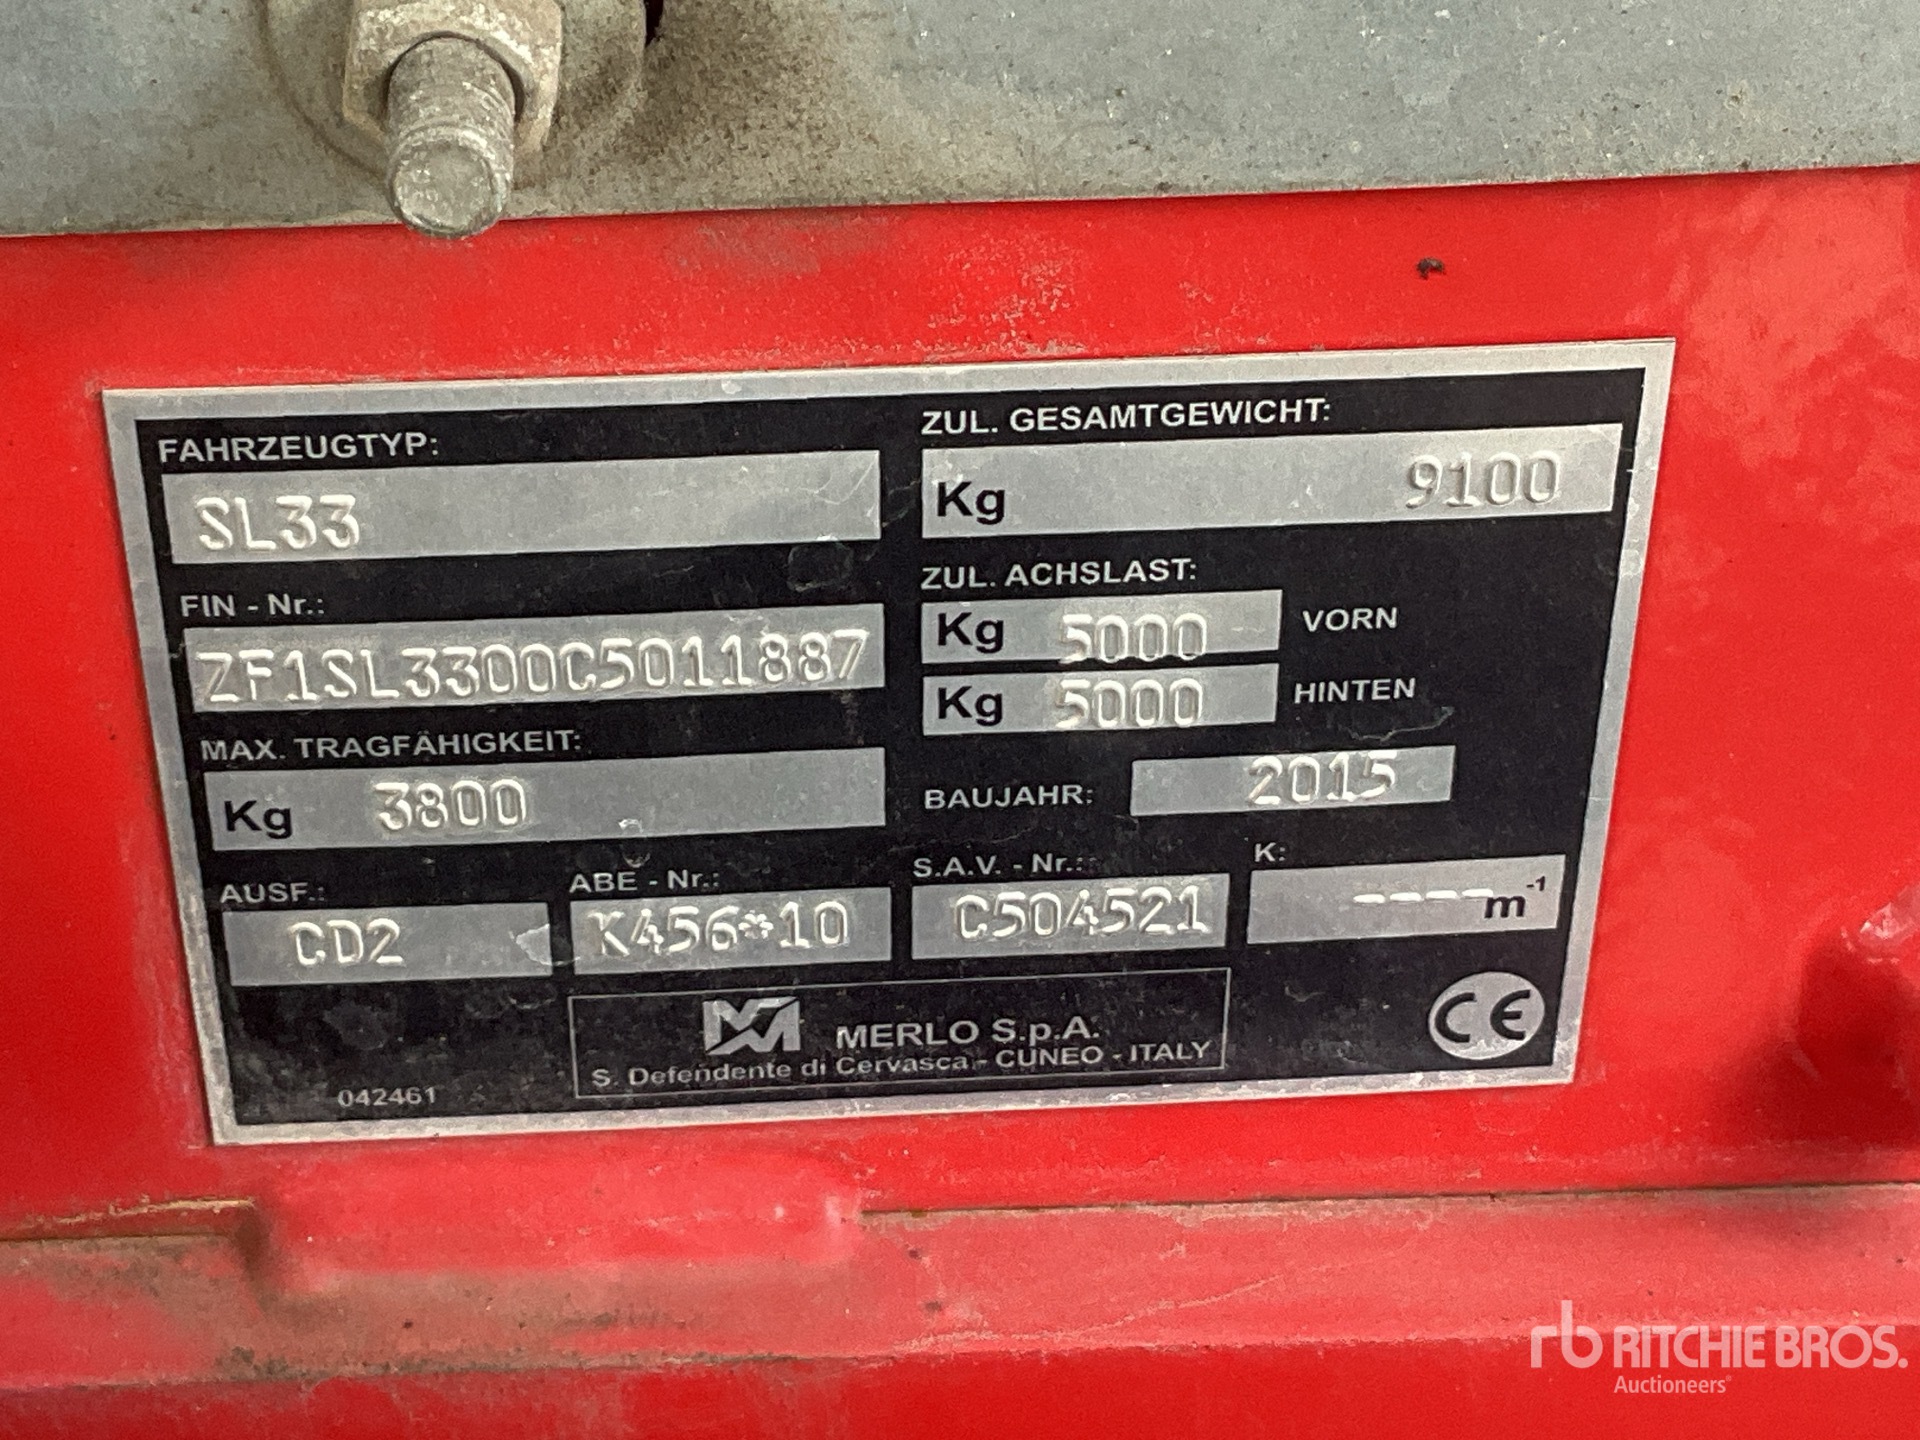 FAHRZEUGTYP:
SL33
FIN - Nr.:
ZF1SL3300C5011887
MAX. TRAGFÄHIGKEIT:
Kg 3800
ZUL. GESAMTGEWICHT:
Kg 9100
ZUL. ACHSLAST:
Kg 5000 VORN
Kg 5000 HINTEN
BAUJAHR: 2015
AUSF.:
CD2
ABE - Nr.:
K456*10
S.A.V. - Nr.:
C504521
K:
----m-1
MERLO S.p.A.
S. Defendente di Cervasca - CUNEO - ITALY
042461
CE
rb RITCHIE BROS.
Auctioneers